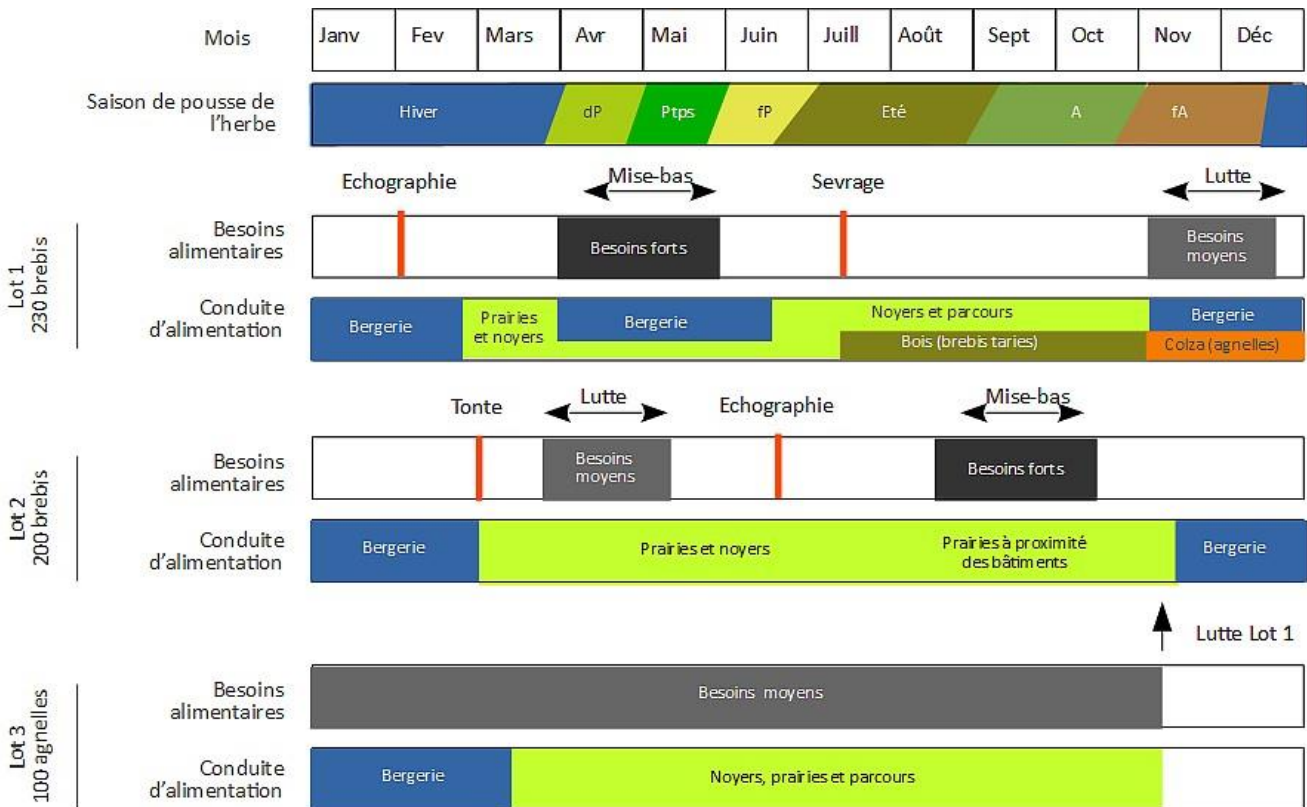 Mois Janv Fev Mars Avr Mai Juin Juill Août Sept Oct Nov Déc
Saison de pousse de
l'herbe
Hiver dP Ptps fP Eté A fA
Echographie Mise-bas Sevrage Lutte
Lot 1
230 brebis
Besoins
alimentaires
Besoins forts
Besoins
moyens
Conduite
d'alimentation
Bergerie
Prairies
et noyers
Bergerie
Noyers et parcours
Bois (brebis taries)
Bergerie
Colza (agnelles)
Tonte Lutte Echographie Mise-bas
Lot 2
200 brebis
Besoins
alimentaires
Besoins
moyens
Besoins forts
Conduite
d'alimentation
Bergerie
Prairies et noyers
Prairies à proximité
des bâtiments
Bergerie
Lutte Lot 1
Lot 3
100 agnelles
Besoins
alimentaires
Besoins moyens
Conduite
d'alimentation
Bergerie
Noyers, prairies et parcours